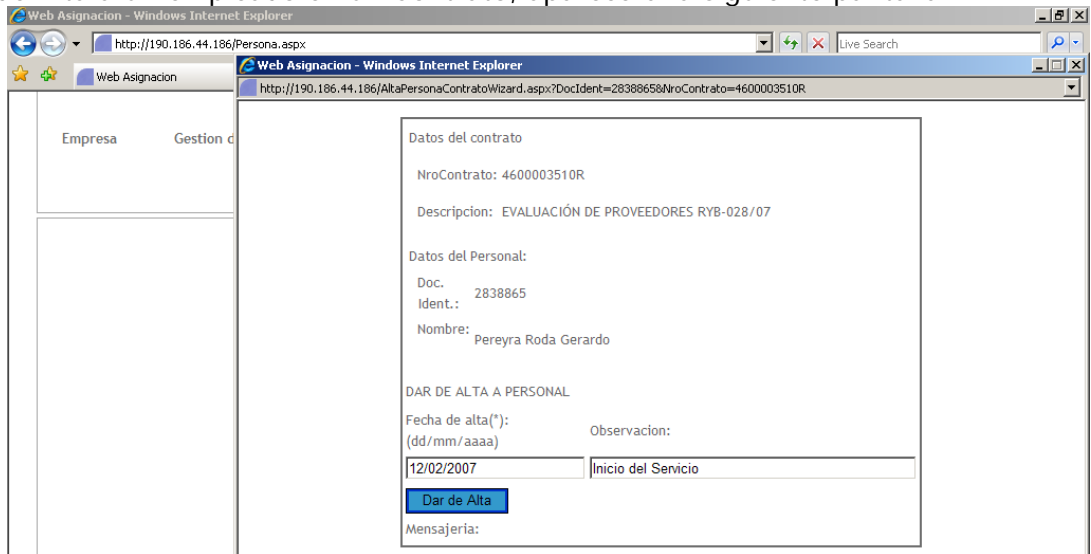 Web Asignacion - Windows Internet Explorer
http://190.186.44.186/Persona.aspx
Live Search
Web Asignacion
Web Asignacion - Windows Internet Explorer
http://190.186.44.186/AltaPersonaContratoWizard.aspx?DocIdent=2838865&NroContrato=4600003510R
Empresa Gestion d
Datos del contrato
NroContrato: 4600003510R
Descripcion: EVALUACIÓN DE PROVEEDORES RYB-028/07
Datos del Personal:
Doc.
Ident.: 2838865
Nombre: Pereyra Roda Gerardo
DAR DE ALTA A PERSONAL
Fecha de alta(*):
(dd/mm/aaaa)
Observacion:
12/02/2007 Inicio del Servicio
Dar de Alta
Mensajeria: